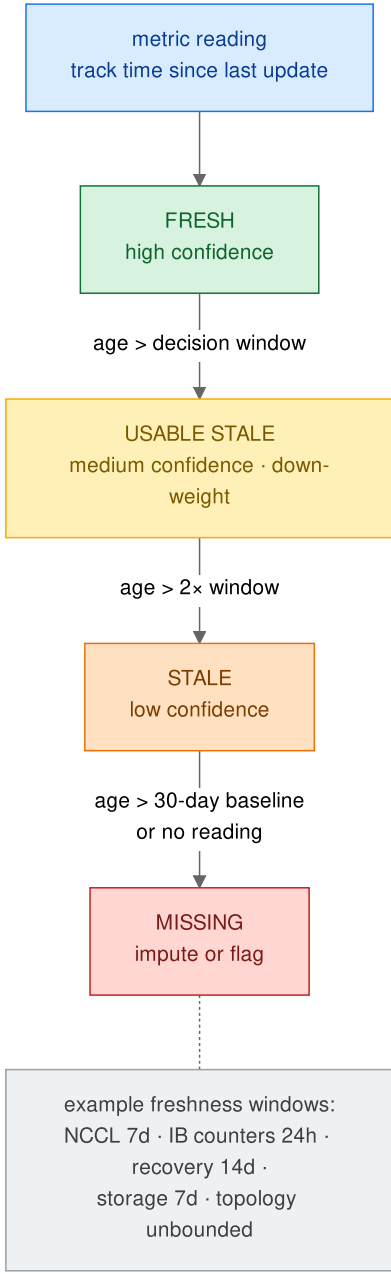 metric reading
track time since last update
FRESH
high confidence
age > decision window
USABLE STALE
medium confidence · down-
weight
age > 2× window
STALE
low confidence
age > 30-day baseline
or no reading
MISSING
impute or flag
example freshness windows:
NCCL 7d · IB counters 24h ·
recovery 14d ·
storage 7d · topology
unbounded